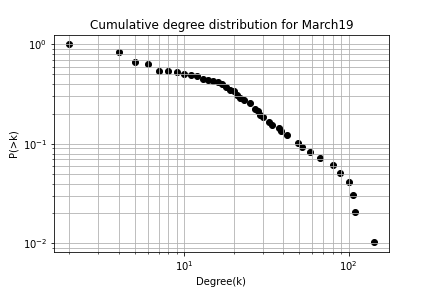 Cumulative degree distribution for March19
10⁰
10⁻¹
10⁻²
P(>k)
10¹
10²
Degree(k)